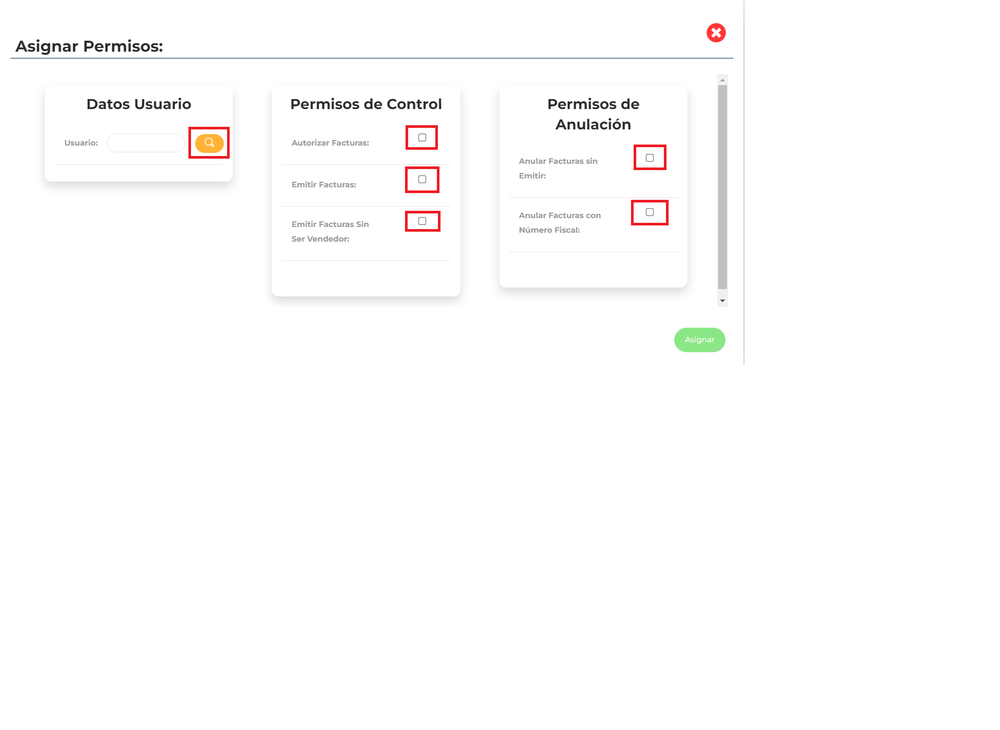 Asignar Permisos:
Datos Usuario
Usuario:
Permisos de Control
Autorizar Facturas:
Emitir Facturas:
Emitir Facturas Sin
Ser Vendedor:
Permisos de
Anulación
Anular Facturas sin
Emitir:
Anular Facturas con
Número Fiscal:
Asignar